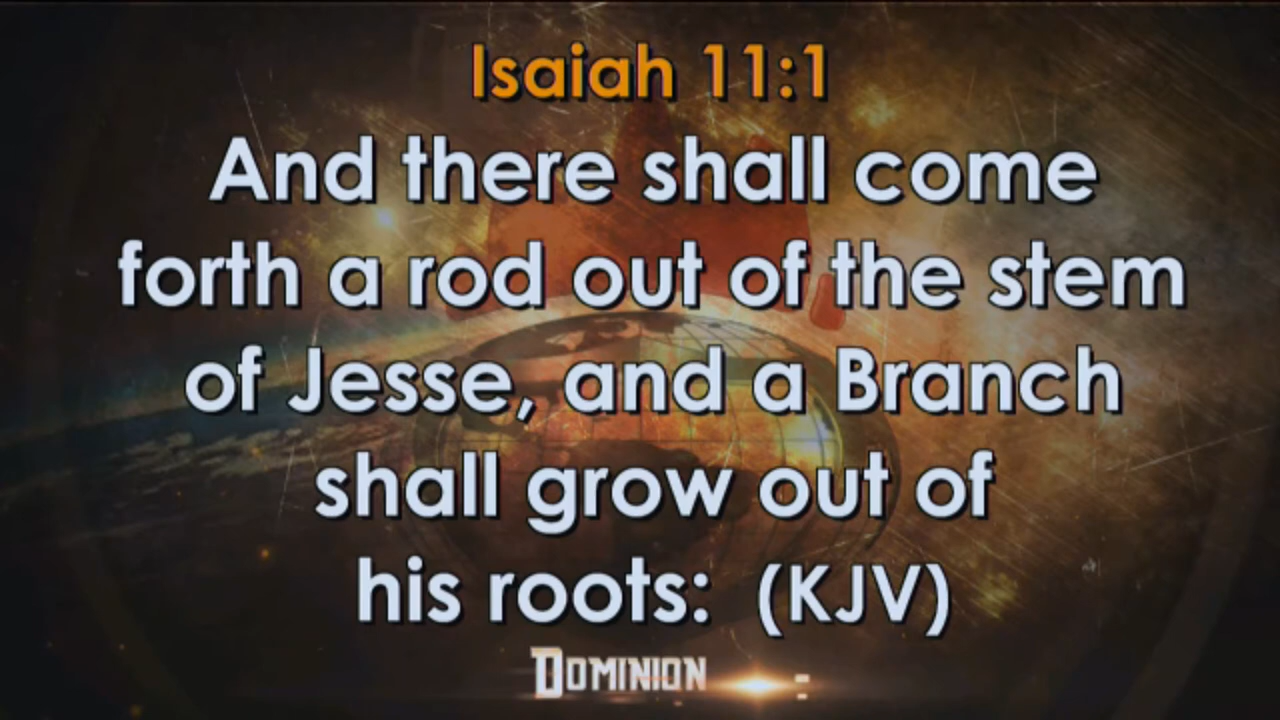 Isaiah 11:1
And there shall come
forth a rod out of the stem
of Jesse, and a Branch
shall grow out of
his roots:  (KJV)
DOMINION